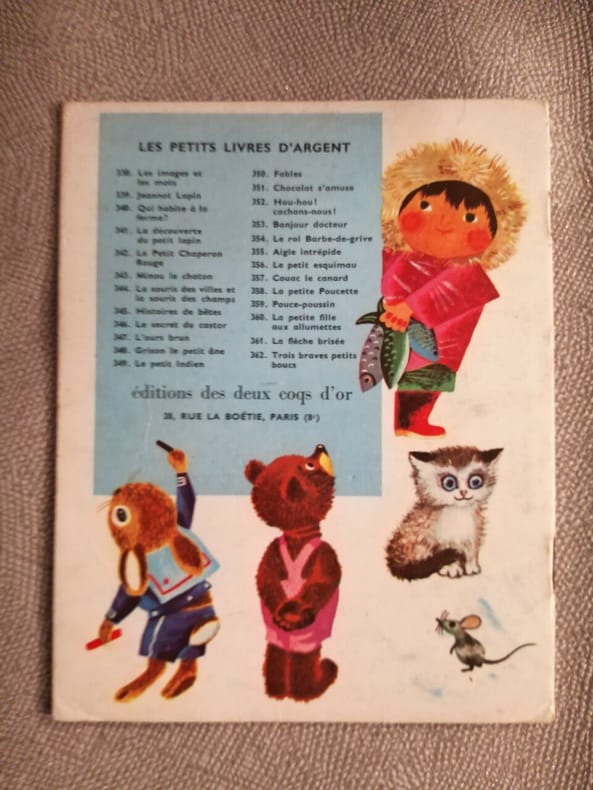 LES PETITS LIVRES D'ARGENT
338. Les images et
les mots
339. Jeannot Lapin
340. Qui habite à la
ferme?
341. La découverte
du petit lapin
342. Le Petit Chaperon
Rouge
343. Minou le chaton
344. La souris des villes et
la souris des champs
345. Histoires de bêtes
346. Le secret du castor
347. L'ours brun
348. Grison le petit âne
349. Le petit indien
350. Fables
351. Chocolat s'amuse
352. Hou-hou!
cachons-nous!
353. Bonjour docteur
354. Le roi Barbe-de-grive
355. Aigle intrépide
356. Le petit esquimau
357. Couac le canard
358. La petite Poucette
359. Pouce-poussin
360. La petite fille
aux allumettes
361. La flèche brisée
362. Trois braves petits
boucs
éditions des deux coqs d'or
28, RUE LA BOÉTIE, PARIS (8e)